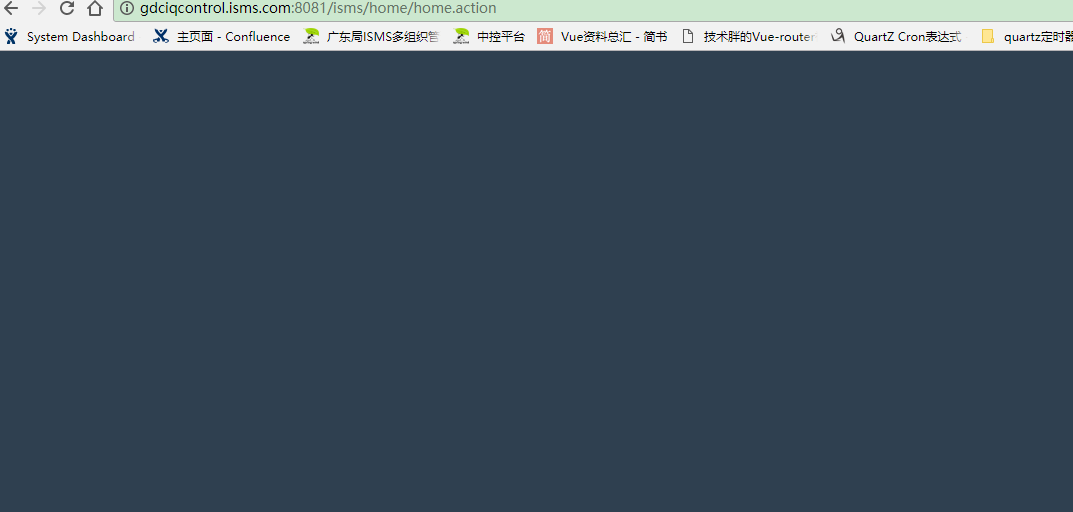 gdciqcontrol.isms.com:8081/isms/home/home.action
System Dashboard 主页面 - Confluence 广东局ISMS多组织管 中控平台 简 Vue资料总汇 - 简书 技术胖的Vue-router QuartZ Cron表达式 quartz定时器